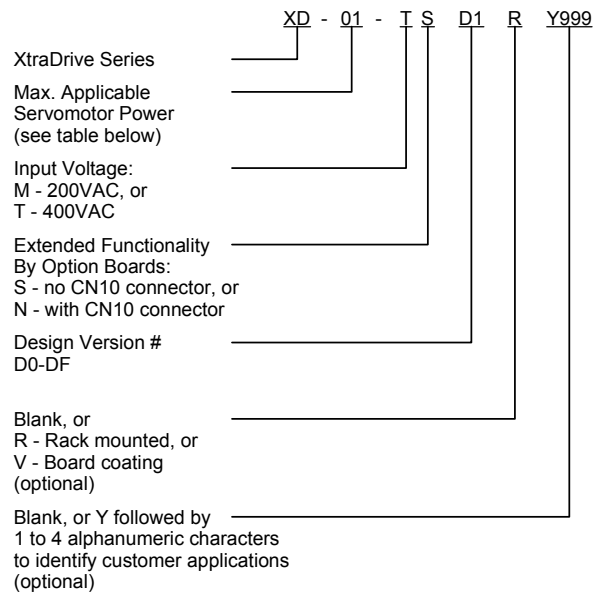 XD - 01 - T S D1 R Y999
XtraDrive Series
Max. Applicable
Servomotor Power
(see table below)
Input Voltage:
M - 200VAC, or
T - 400VAC
Extended Functionality
By Option Boards:
S - no CN10 connector, or
N - with CN10 connector
Design Version #
D0-DF
Blank, or
R - Rack mounted, or
V - Board coating
(optional)
Blank, or Y followed by
1 to 4 alphanumeric characters
to identify customer applications
(optional)